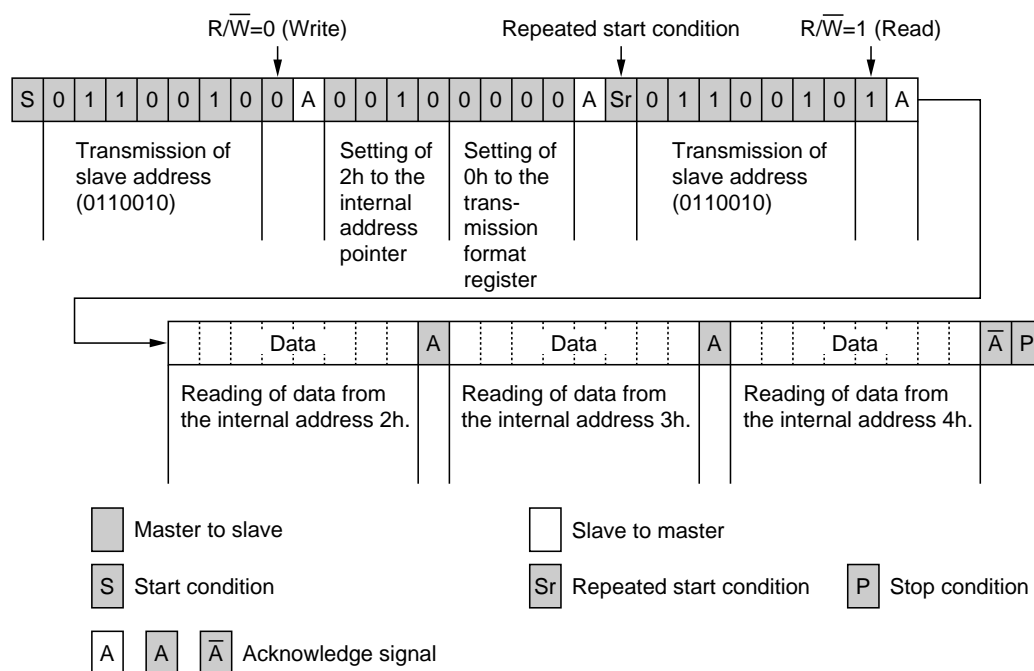 R/W̅=0 (Write) Repeated start condition R/W̅=1 (Read)
S 0 1 1 0 0 1 0 0 A 0 0 1 0 0 0 0 0 A Sr 0 1 1 0 0 1 0 1 A
Transmission of
slave address
(0110010)
Setting of
2h to the
internal
address
pointer
Setting of
0h to the
trans-
mission
format
register
Transmission of
slave address
(0110010)
Data A Data A Data A̅ P
Reading of data from
the internal address 2h.
Reading of data from
the internal address 3h.
Reading of data from
the internal address 4h.
Master to slave Slave to master
S Start condition Sr Repeated start condition P Stop condition
A A A̅ Acknowledge signal